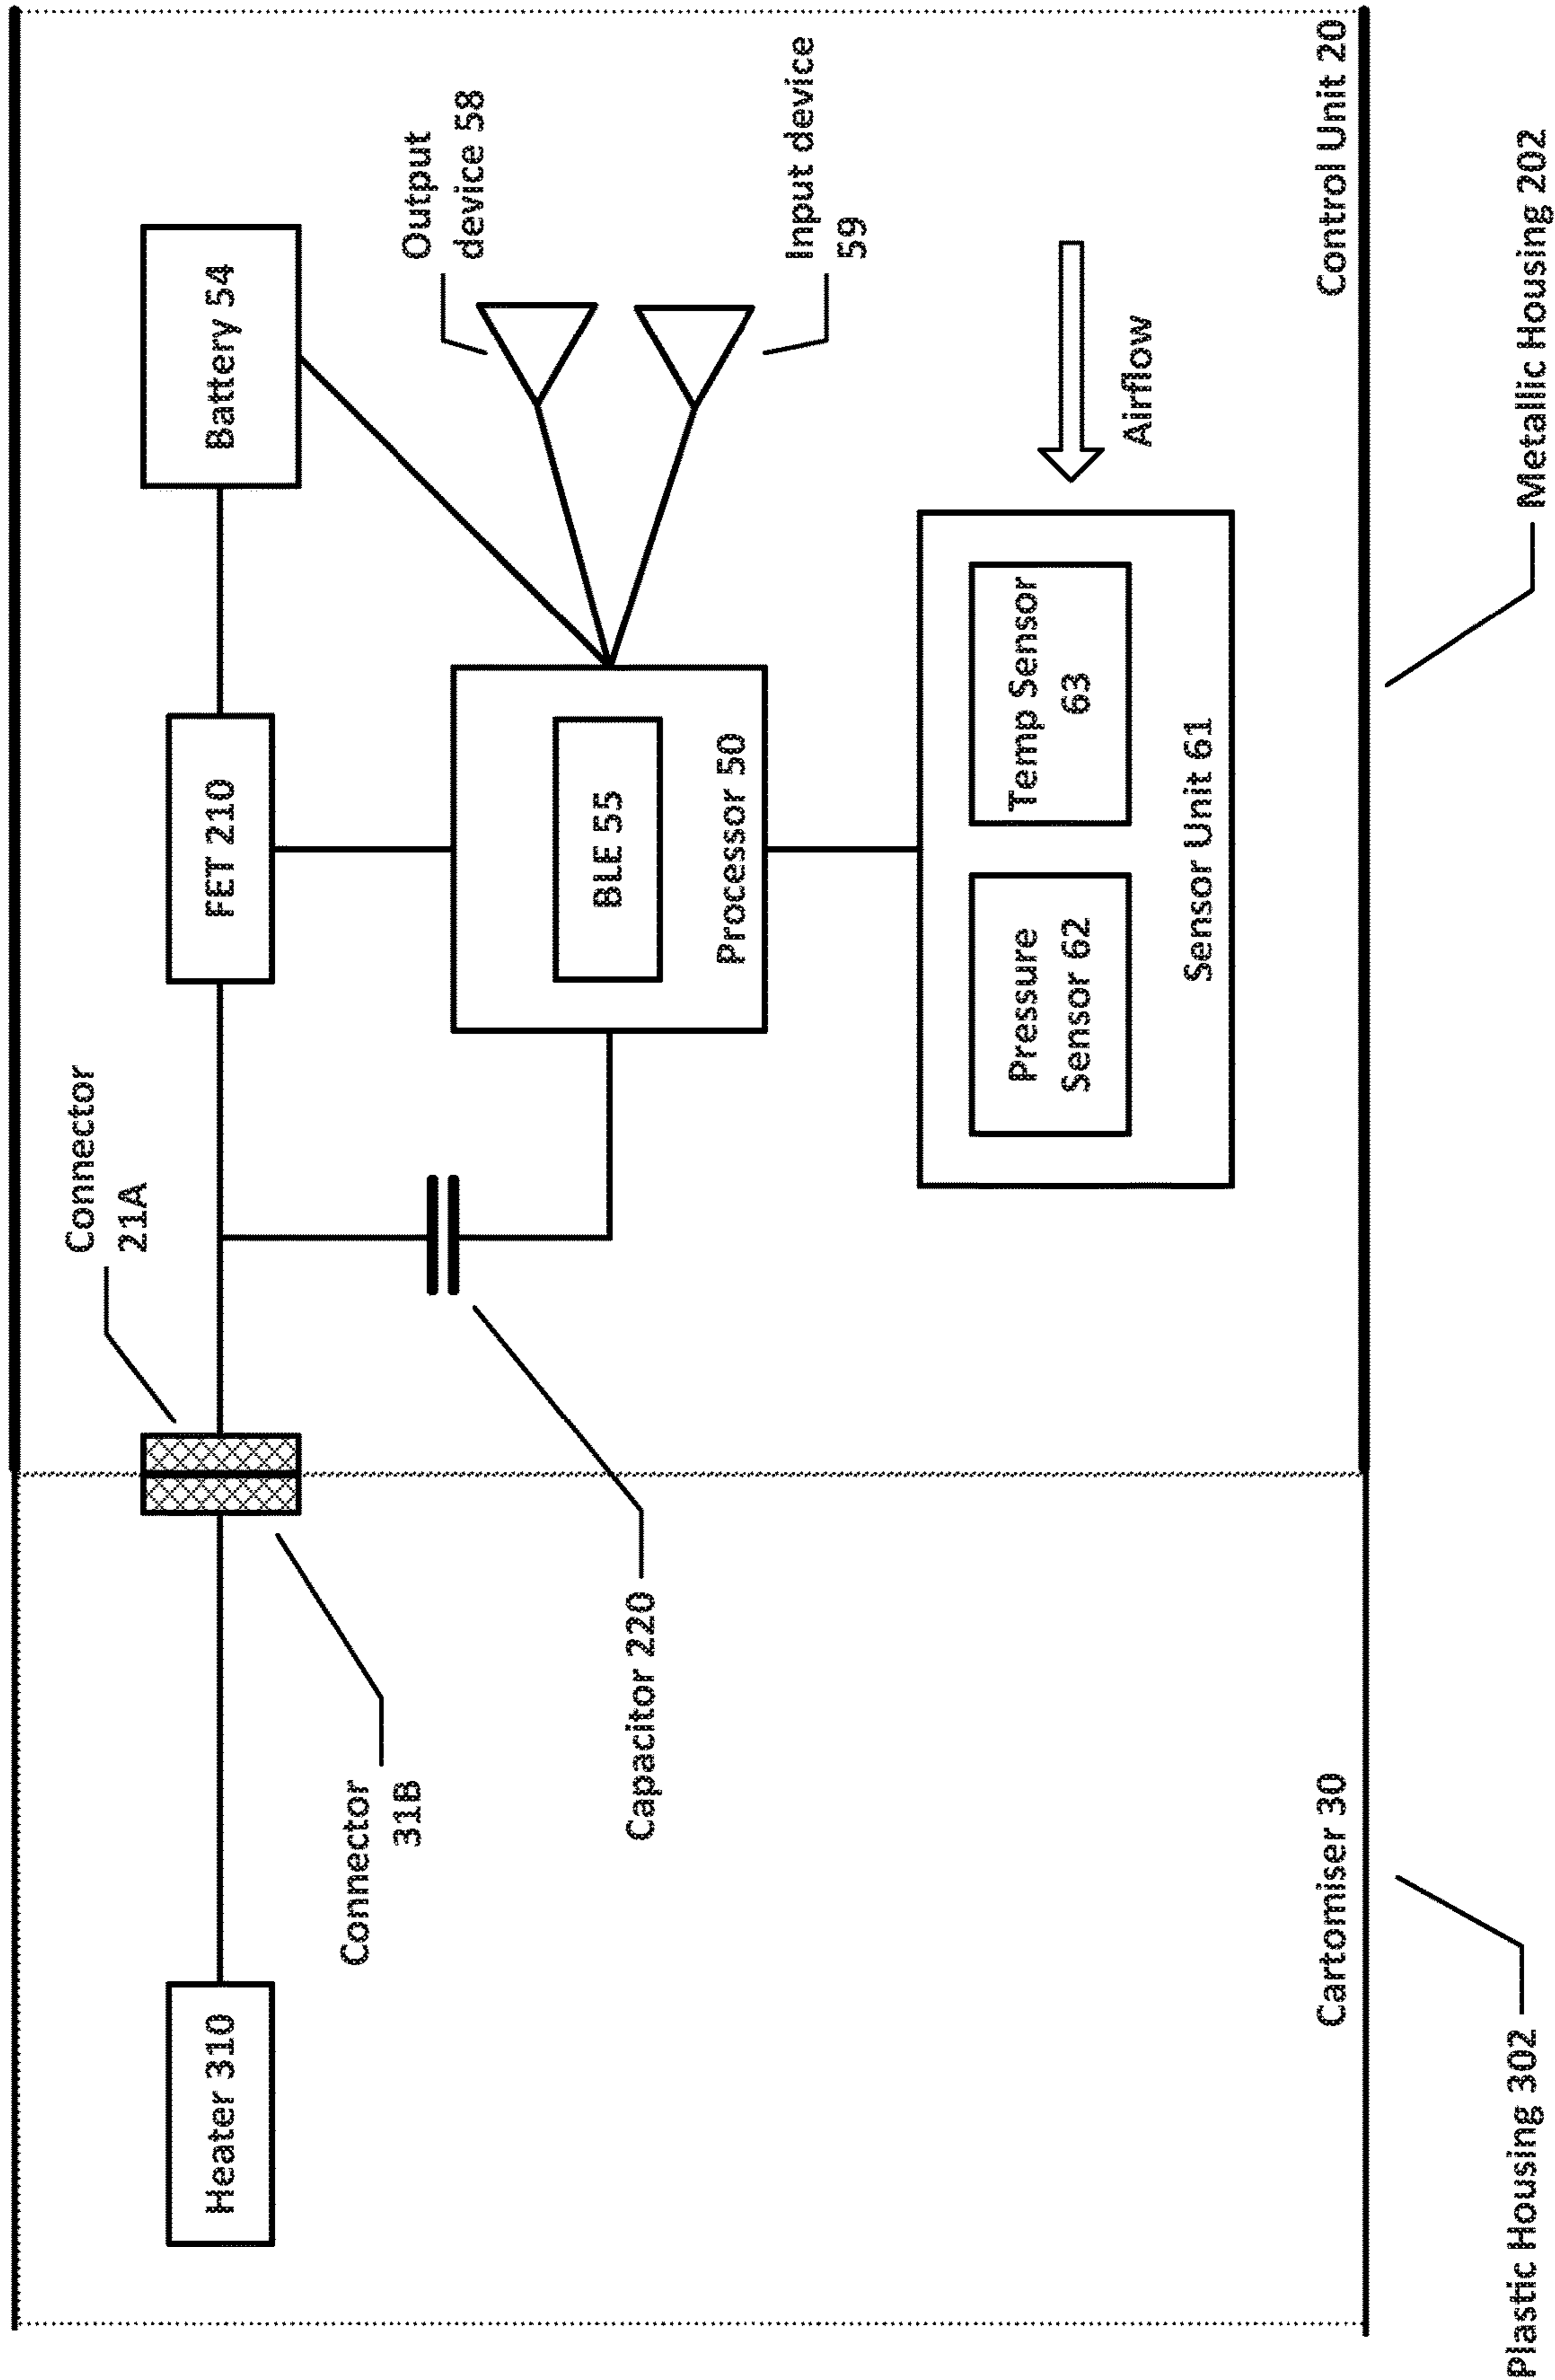 Connector
21A
FET 210
Battery 54
Output
device 58
Input device
59
Heater 310
Connector
31B
BLE 55
Processor 50
Capacitor 220
Airflow
Pressure
Sensor 62
Temp Sensor
63
Sensor Unit 61
Cartomiser 30
Control Unit 20
Plastic Housing 302
Metallic Housing 202